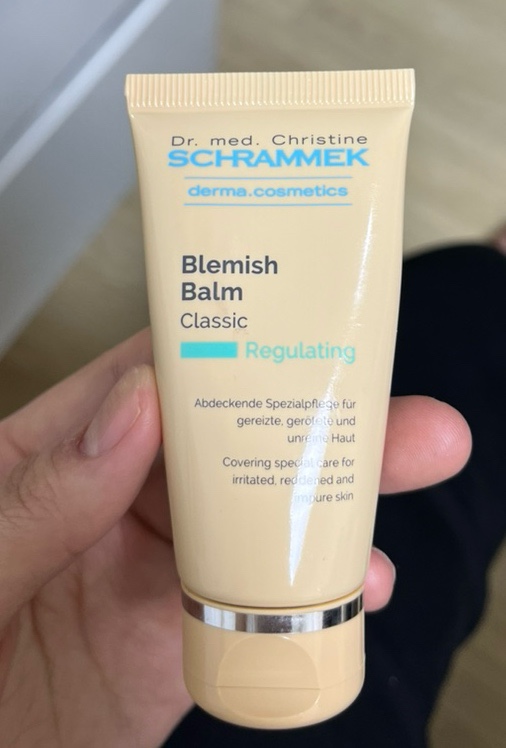 Dr. med. Christine
SCHRAMMEK
derma.cosmetics
Blemish
Balm
Classic
Regulating
Abdeckende Spezialpflege für
gereizte, gerötete und
unreine Haut
Covering special care for
irritated, reddened and
impure skin